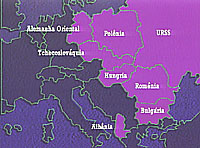 Alemanha Oriental
Polônia
URSS
Tchecoslováquia
Hungria
Romênia
Bulgária
Albânia